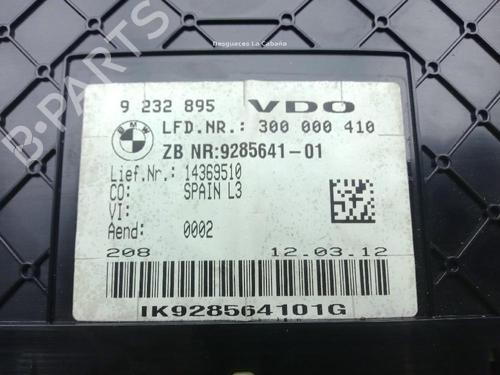 Desguaces La Cabaña
9 232 895 VDO
BMW LFD.NR.: 300 000 410
ZB NR:9285641-01
Lief.Nr.: 14369510
CO: SPAIN L3
VI:
Aend: 0002
208 12.03.12
IK928564101G
B-PARTS